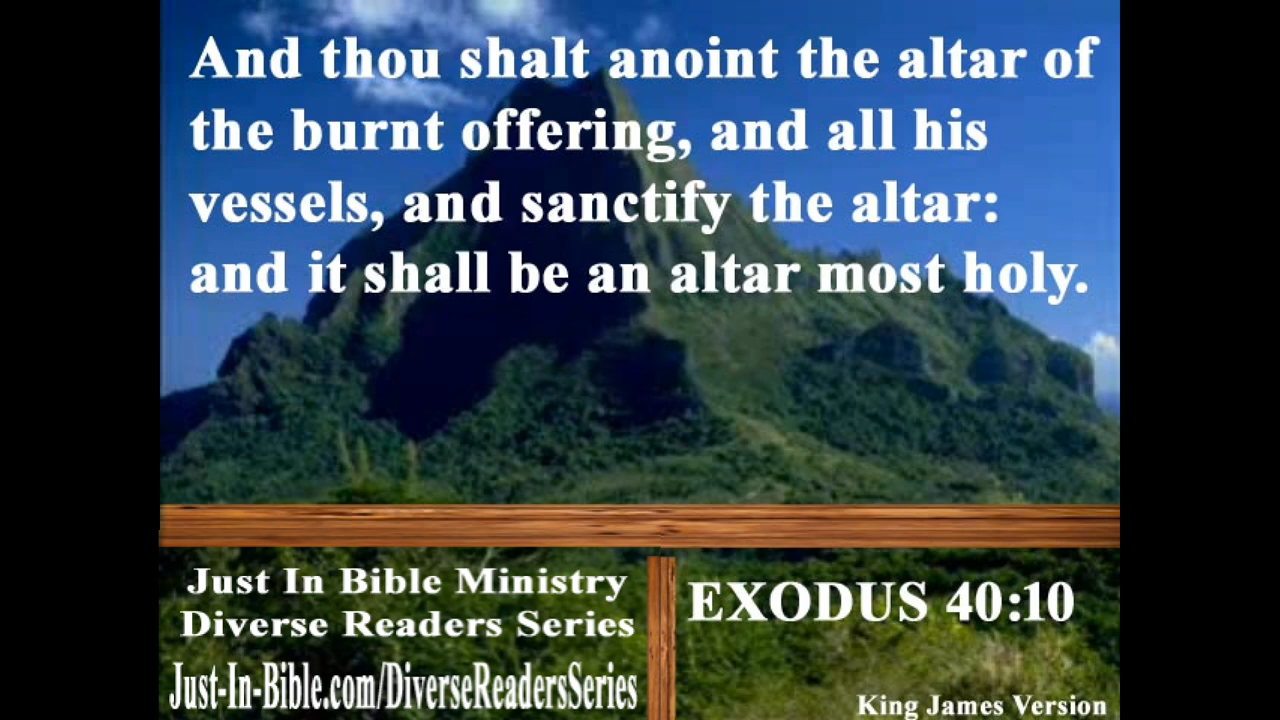 And thou shalt anoint the altar of
the burnt offering, and all his
vessels, and sanctify the altar:
and it shall be an altar most holy.
Just In Bible Ministry
Diverse Readers Series
Just-In-Bible.com/DiverseReadersSeries
EXODUS 40:10
King James Version